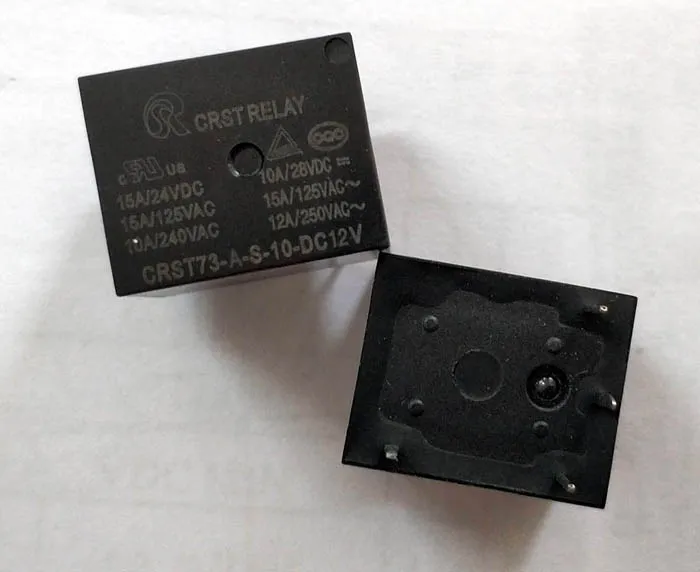 CRST RELAY
c UL US
15A/24VDC
15A/125VAC
10A/240VAC
CQC
10A/28VDC ⎓
15A/125VAC~
12A/250VAC~
CRST73-A-S-10-DC12V